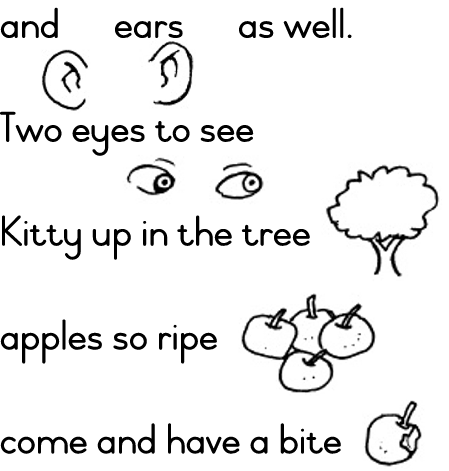 and ears as well.
Two eyes to see
Kitty up in the tree
apples so ripe
come and have a bite